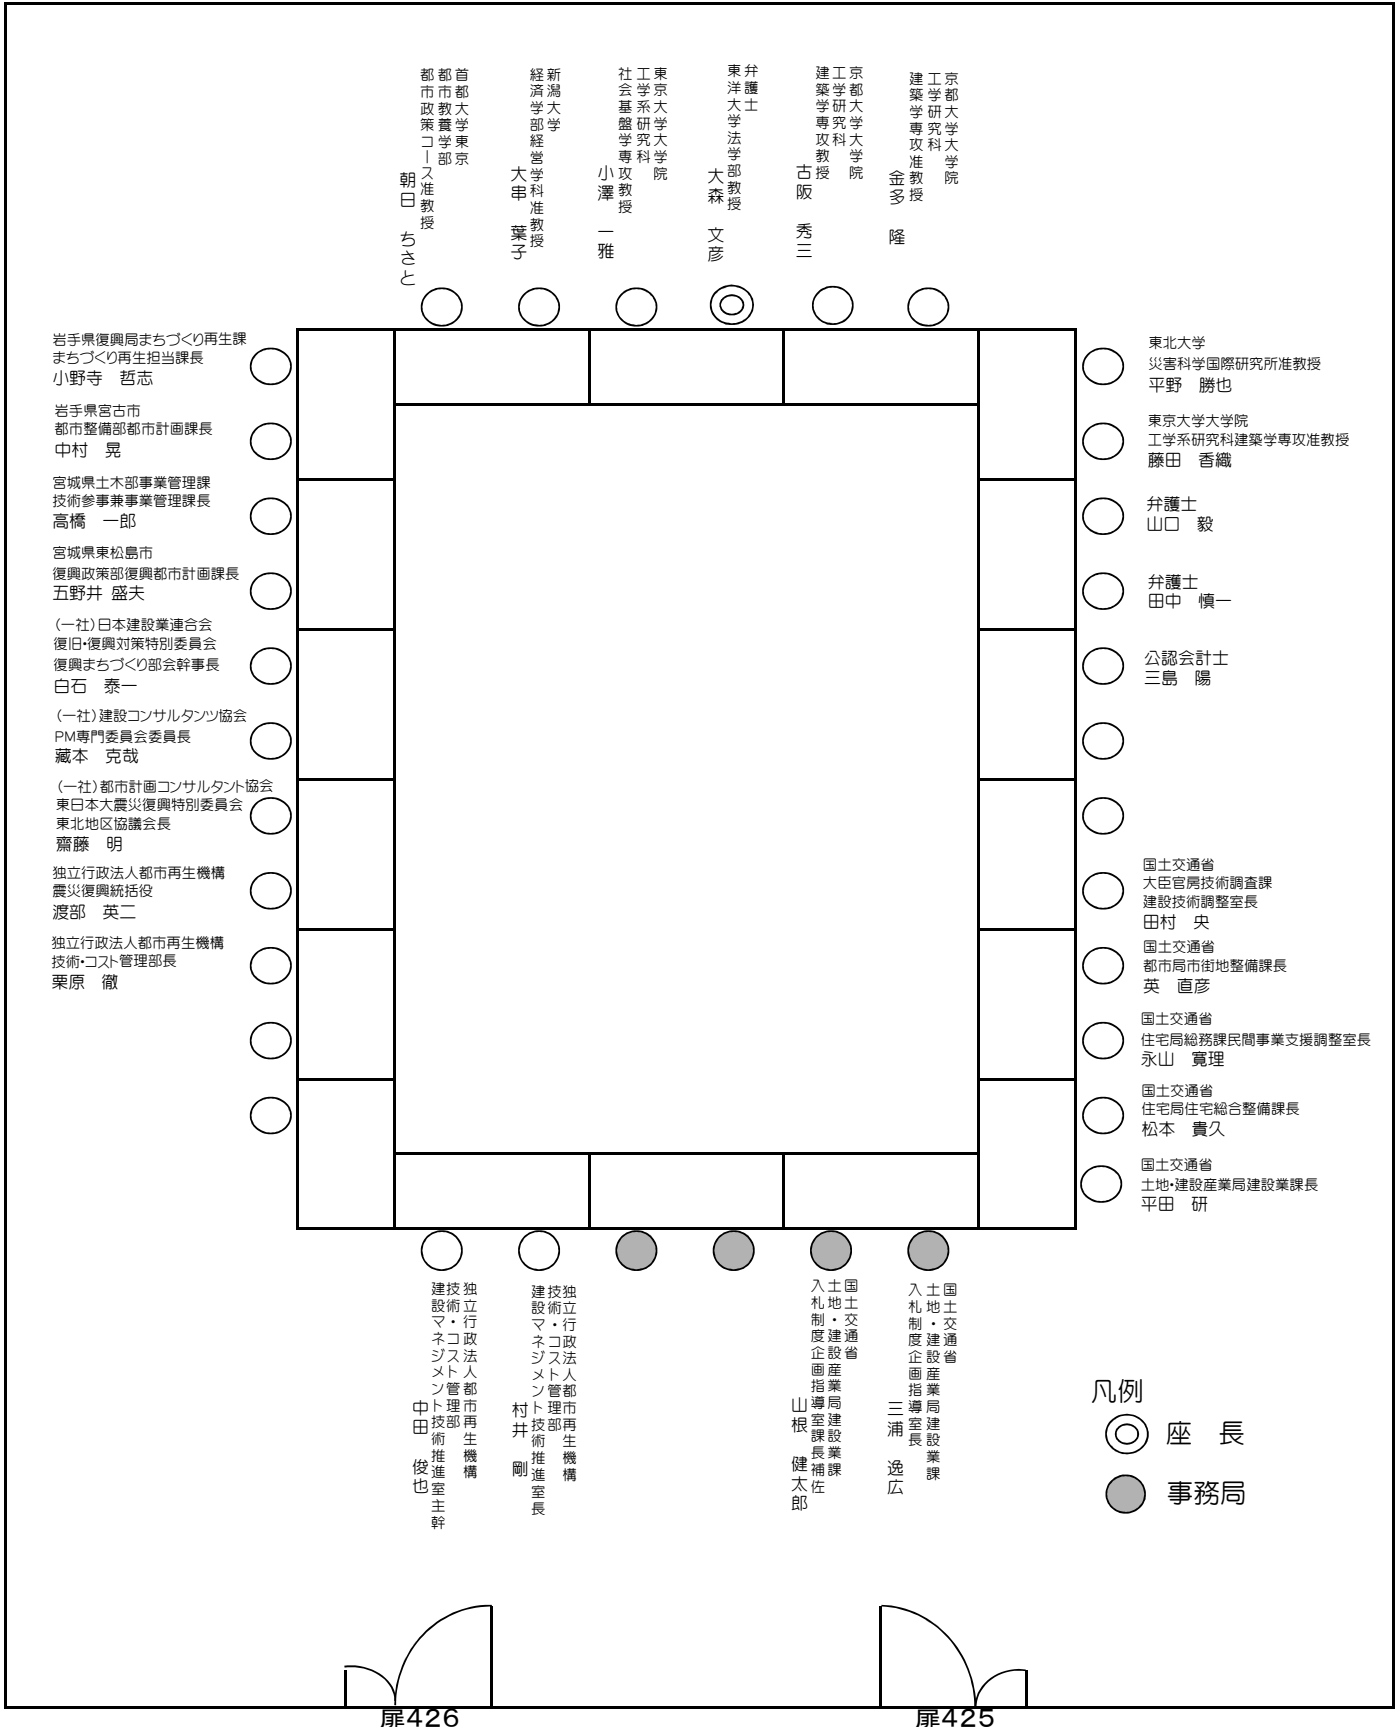 首都大学東京
都市教養学部
都市政策コース准教授
朝日　ちさと
新潟大学
経済学部経営学科准教授
大串　葉子
東京大学大学院
工学系研究科
社会基盤学専攻教授
小澤　一雅
弁護士
東洋大学法学部教授
大森　文彦
京都大学大学院
工学研究科
建築学専攻教授
古阪　秀三
京都大学大学院
工学研究科
建築学専攻准教授
金多　隆
岩手県復興局まちづくり再生課
まちづくり再生担当課長
小野寺　哲志
岩手県宮古市
都市整備部都市計画課長
中村　晃
宮城県土木部事業管理課
技術参事兼事業管理課長
高橋　一郎
宮城県東松島市
復興政策部復興都市計画課長
五野井 盛夫
(一社)日本建設業連合会
復旧・復興対策特別委員会
復興まちづくり部会幹事長
白石　泰一
(一社)建設コンサルタンツ協会
PM専門委員会委員長
藏本　克哉
(一社)都市計画コンサルタント協会
東日本大震災復興特別委員会
東北地区協議会長
齋藤　明
独立行政法人都市再生機構
震災復興統括役
渡部　英二
独立行政法人都市再生機構
技術・コスト管理部長
栗原　徹
東北大学
災害科学国際研究所准教授
平野　勝也
東京大学大学院
工学系研究科建築学専攻准教授
藤田　香織
弁護士
山口　毅
弁護士
田中　慎一
公認会計士
三島　陽
国土交通省
大臣官房技術調査課
建設技術調整室長
田村　央
国土交通省
都市局市街地整備課長
英　直彦
国土交通省
住宅局総務課民間事業支援調整室長
永山　寛理
国土交通省
住宅局住宅総合整備課長
松本　貴久
国土交通省
土地・建設産業局建設業課長
平田　研
独立行政法人都市再生機構
技術・コスト管理部
建設マネジメント技術推進室主幹
中田　俊也
独立行政法人都市再生機構
技術・コスト管理部
建設マネジメント技術推進室長
村井　剛
国土交通省
土地・建設産業局建設業課
入札制度企画指導室課長補佐
山根　健太郎
国土交通省
土地・建設産業局建設業課
入札制度企画指導室長
三浦　逸広
凡例
座　長
事務局
扉426
扉425